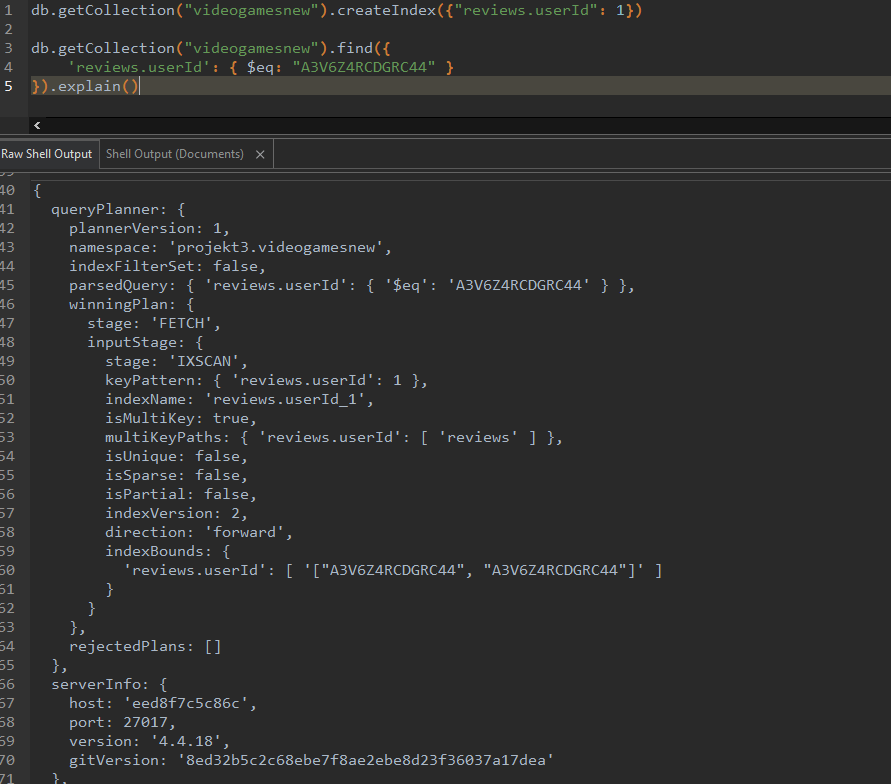 1 db.getCollection("videogamesnew").createIndex({"reviews.userId": 1})
2
3 db.getCollection("videogamesnew").find({
4     'reviews.userId': { $eq: "A3V6Z4RCDGRC44" }
5 }).explain()
Raw Shell Output Shell Output (Documents) ×
39
40 {
41   queryPlanner: {
42     plannerVersion: 1,
43     namespace: 'projekt3.videogamesnew',
44     indexFilterSet: false,
45     parsedQuery: { 'reviews.userId': { '$eq': 'A3V6Z4RCDGRC44' } },
46     winningPlan: {
47       stage: 'FETCH',
48       inputStage: {
49         stage: 'IXSCAN',
50         keyPattern: { 'reviews.userId': 1 },
51         indexName: 'reviews.userId_1',
52         isMultiKey: true,
53         multiKeyPaths: { 'reviews.userId': [ 'reviews' ] },
54         isUnique: false,
55         isSparse: false,
56         isPartial: false,
57         indexVersion: 2,
58         direction: 'forward',
59         indexBounds: {
60           'reviews.userId': [ '["A3V6Z4RCDGRC44", "A3V6Z4RCDGRC44"]' ]
61         }
62       }
63     },
64     rejectedPlans: []
65   },
66   serverInfo: {
67     host: 'eed8f7c5c86c',
68     port: 27017,
69     version: '4.4.18',
70     gitVersion: '8ed32b5c2c68ebe7f8ae2ebe8d23f36037a17dea'
71   },